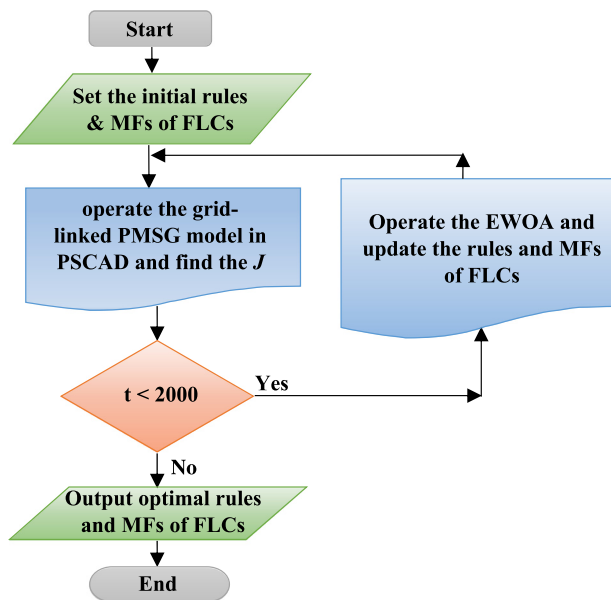 Start
Set the initial rules
& MFs of FLCs
operate the grid-
linked PMSG model in
PSCAD and find the J
Operate the EWOA and
update the rules and MFs
of FLCs
t < 2000
Yes
No
Output optimal rules
and MFs of FLCs
End